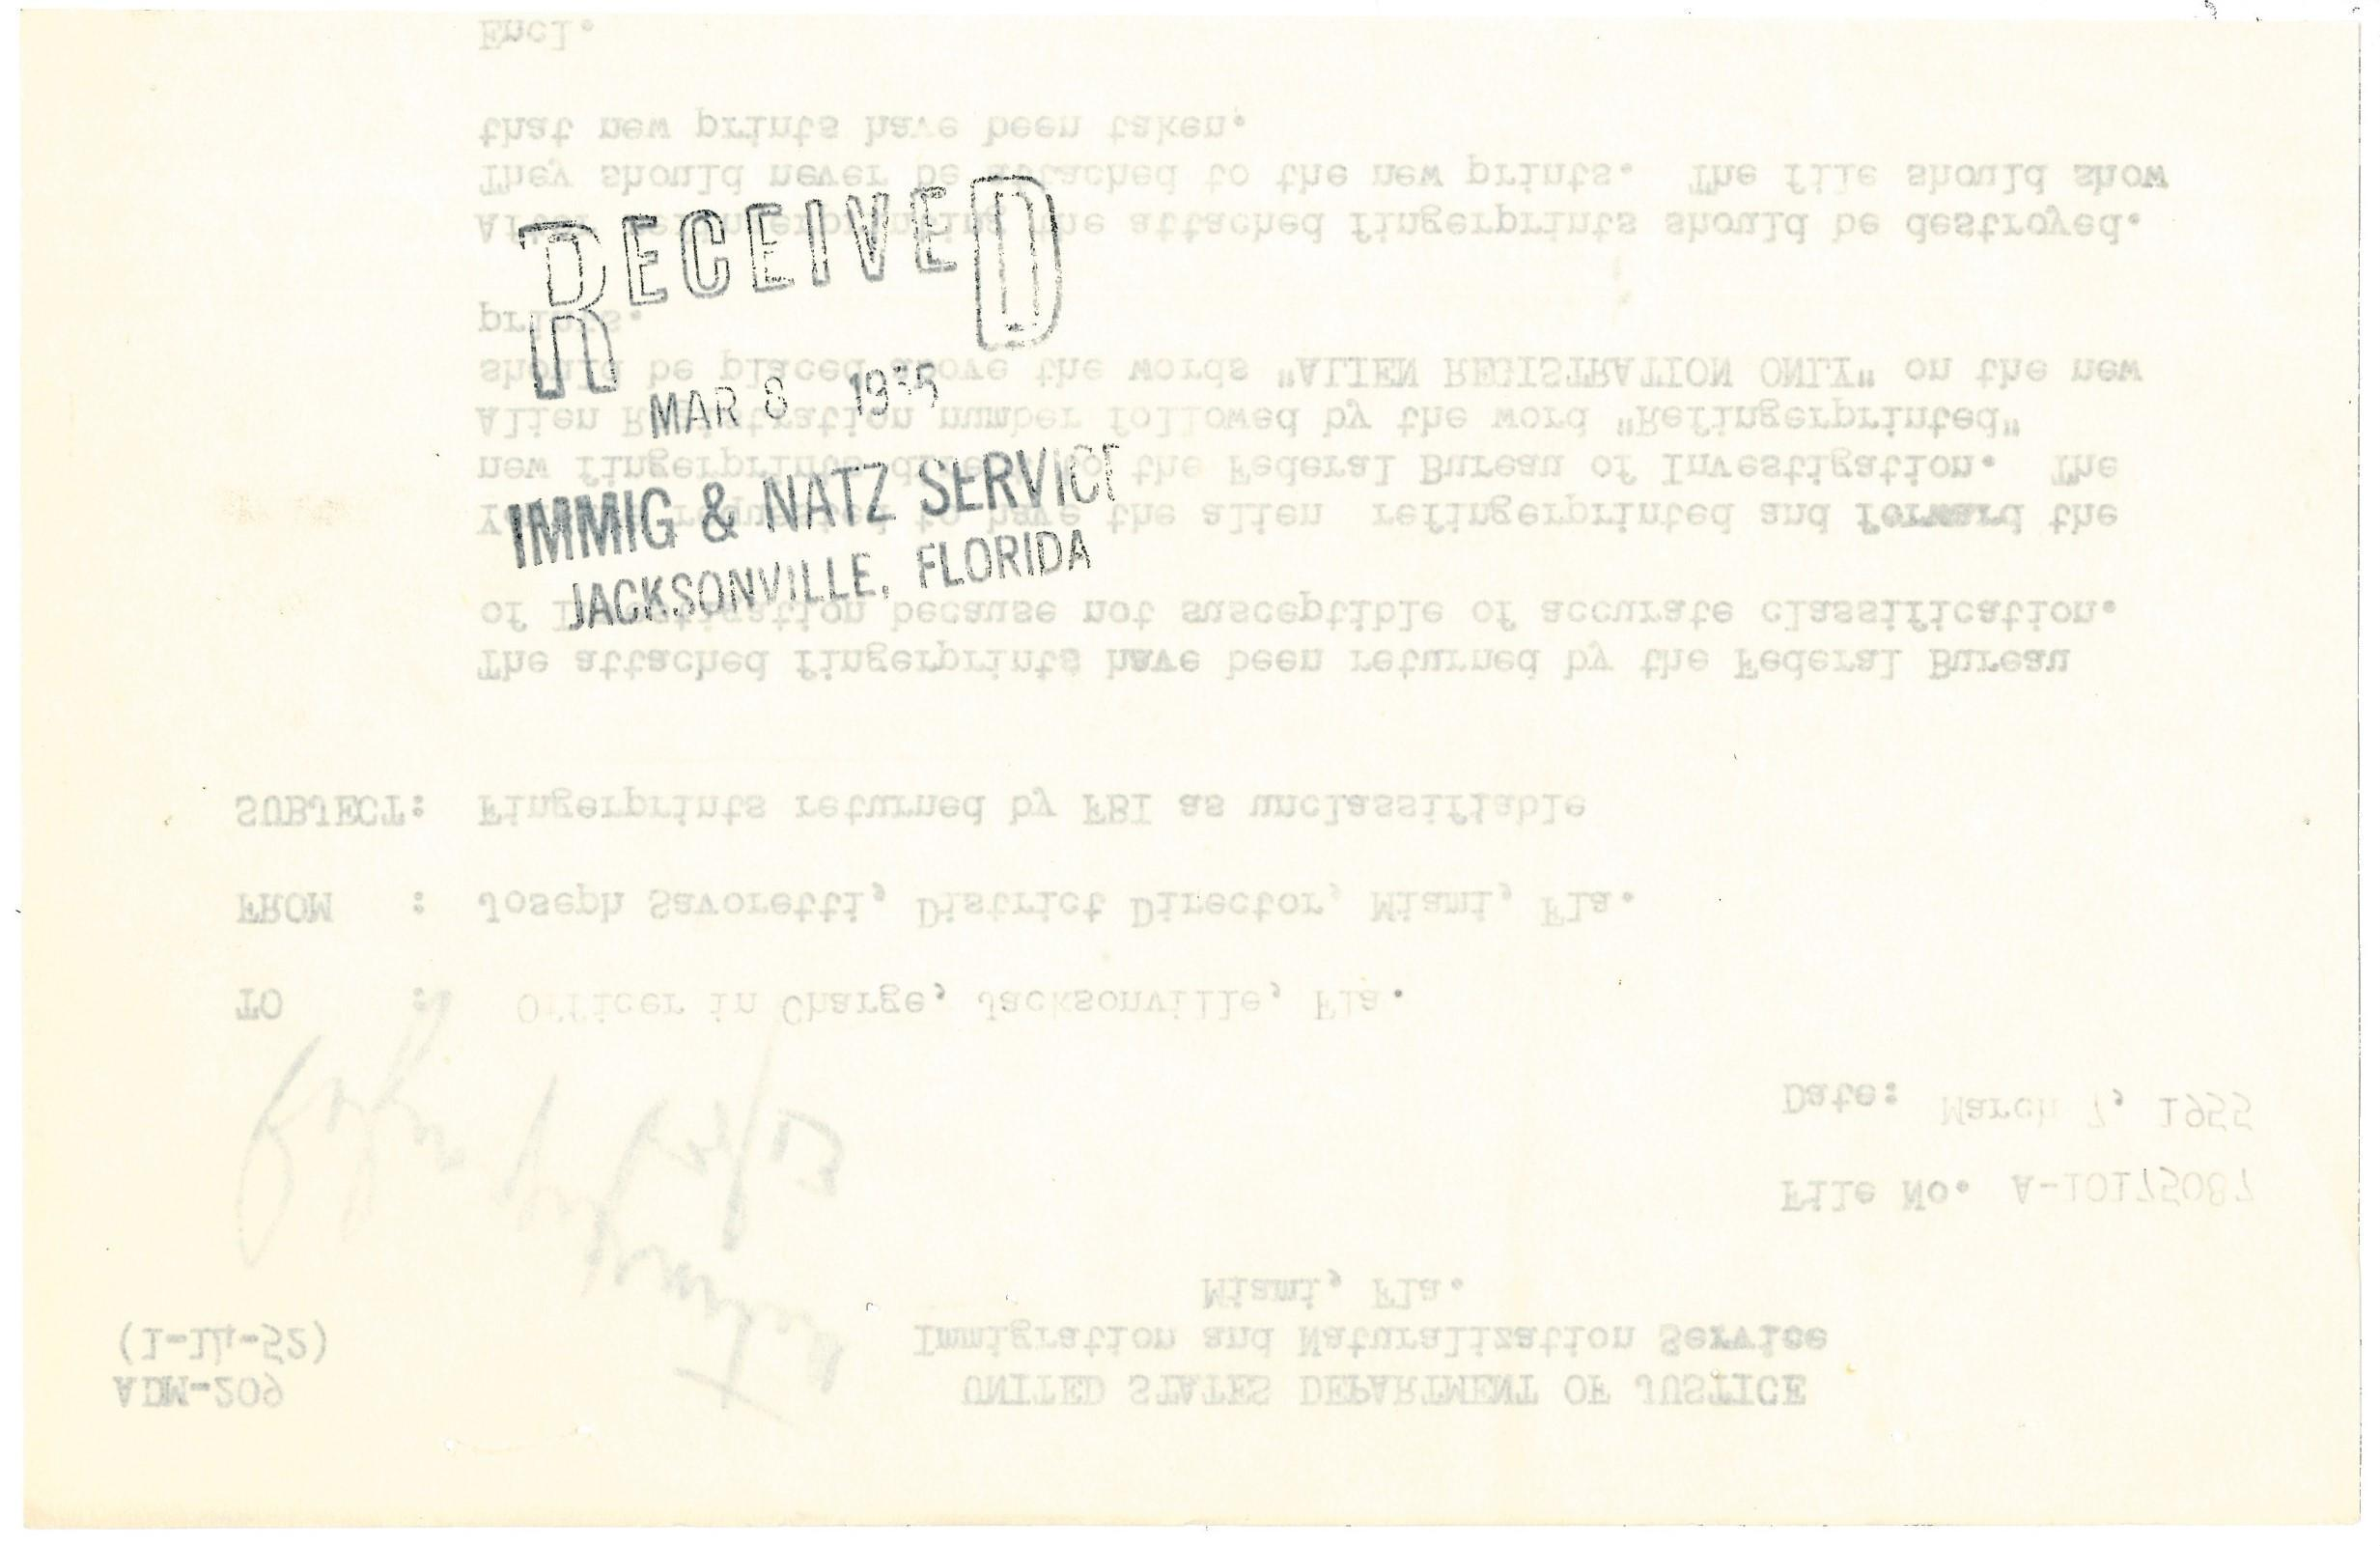 RECEIVED
MAR 8 1955
IMMIG & NATZ SERVICE
JACKSONVILLE, FLORIDA
ADM-209
(1-14-52)
UNITED STATES DEPARTMENT OF JUSTICE
Immigration and Naturalization Service
Miami, Fla.
File No. A-10175087
Date: March 7, 1955
TO : Officer in Charge, Jacksonville, Fla.
FROM : Joseph Savoretti, District Director, Miami, Fla.
SUBJECT: Fingerprints returned by FBI as unclassifiable
The attached fingerprints have been returned by the Federal Bureau
of Investigation because not susceptible of accurate classification.
You are requested to have the alien refingerprinted and forward the
new fingerprints direct to the Federal Bureau of Investigation. The
Alien Registration number followed by the word "Refingerprinted"
should be placed above the words "ALIEN REGISTRATION ONLY" on the new
prints.
After refingerprinting the attached fingerprints should be destroyed.
They should never be attached to the new prints. The file should show
that new prints have been taken.
Encl.